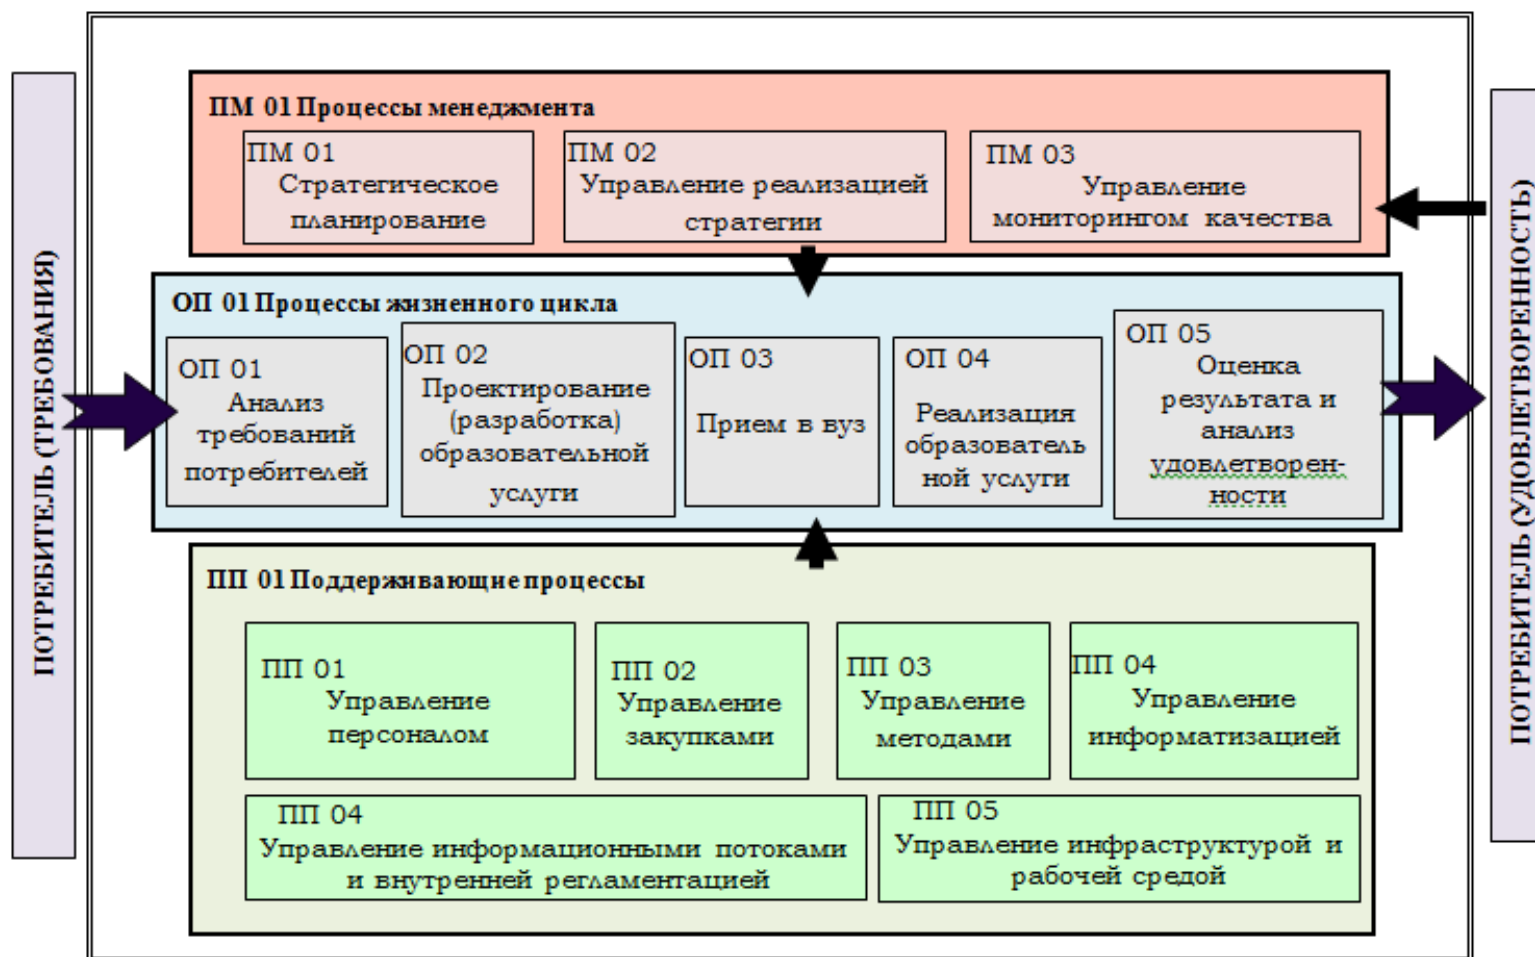 ПОТРЕБИТЕЛЬ (ТРЕБОВАНИЯ)
ПМ 01 Процессы менеджмента
ПМ 01
Стратегическое
планирование
ПМ 02
Управление реализацией
стратегии
ПМ 03
Управление
мониторингом качества
ОП 01 Процессы жизненного цикла
ОП 01
Анализ
требований
потребителей
ОП 02
Проектирование
(разработка)
образовательной
услуги
ОП 03
Прием в вуз
ОП 04
Реализация
образователь
ной услуги
ОП 05
Оценка
результата и
анализ
удовлетворен-
ности
ПП 01 Поддерживающие процессы
ПП 01
Управление
персоналом
ПП 02
Управление
закупками
ПП 03
Управление
методами
ПП 04
Управление
информатизацией
ПП 04
Управление информационными потоками
и внутренней регламентацией
ПП 05
Управление инфраструктурой и
рабочей средой
ПОТРЕБИТЕЛЬ (УДОВЛЕТВОРЕННОСТЬ)